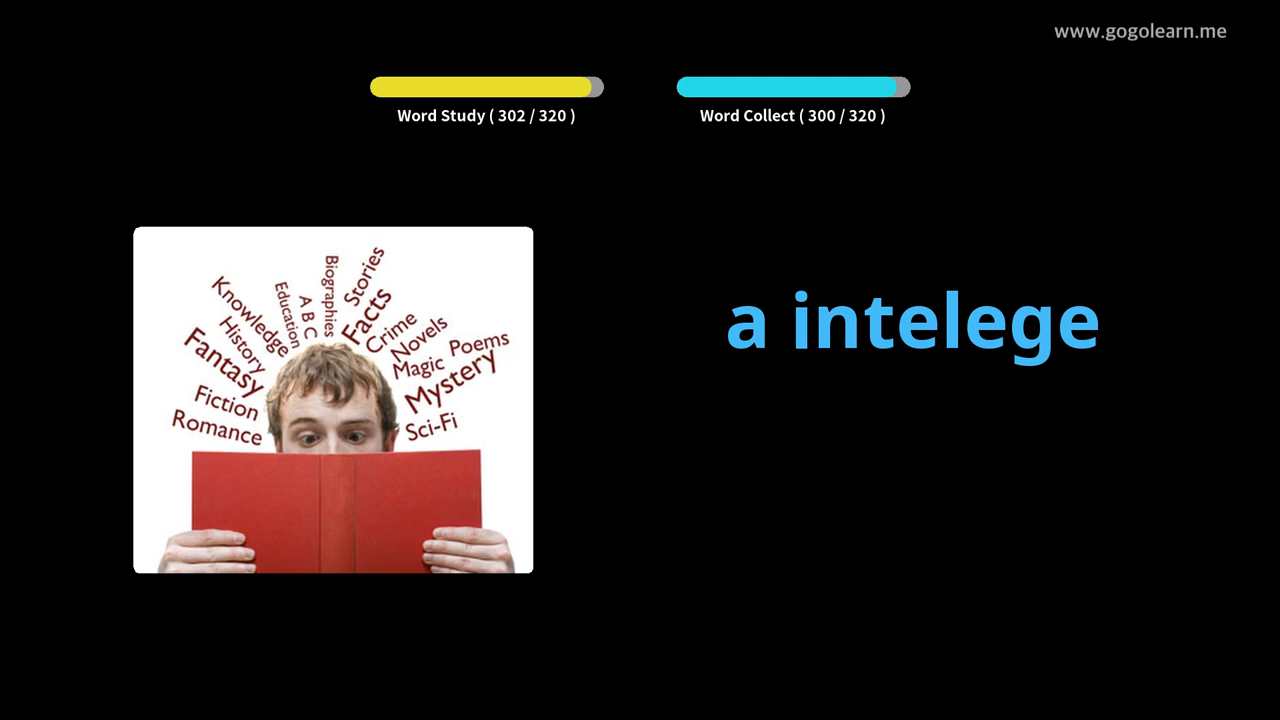 www.gogolearn.me
Word Study ( 302 / 320 )
Word Collect ( 300 / 320 )
Stories
Biographies
Education
A B C
Facts
Knowledge
Crime
History
Novels
Poems
Fantasy
Magic
Mystery
Fiction
Romance
Sci-Fi
a intelege